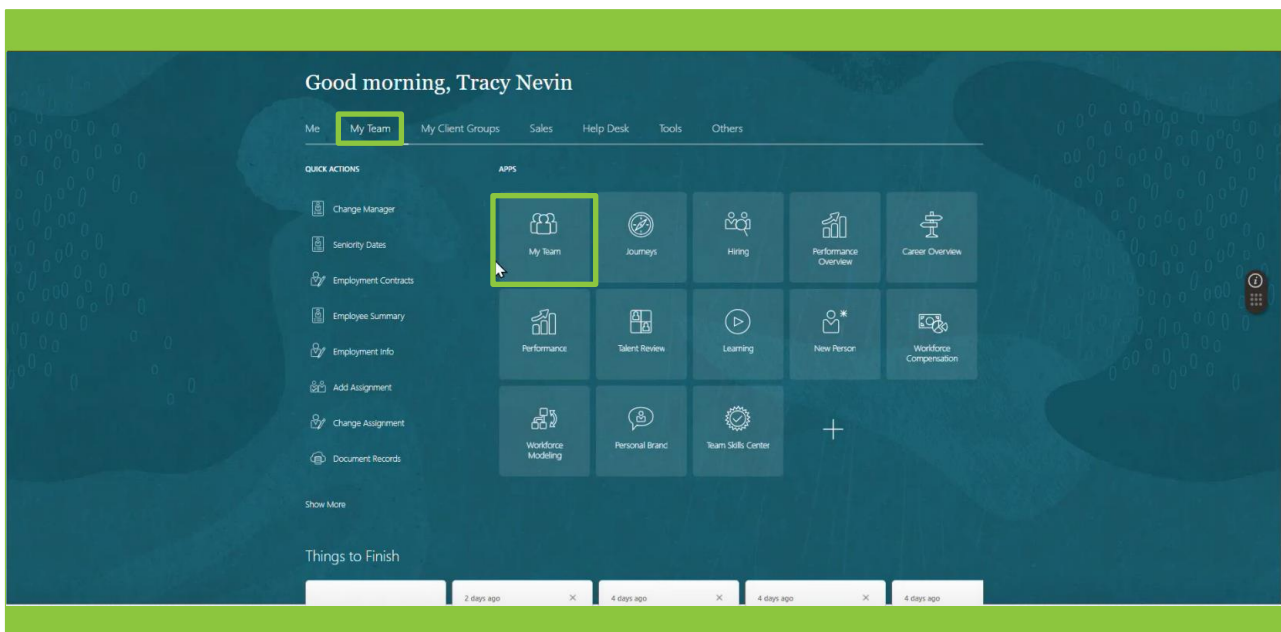 Good morning, Tracy Nevin
Me My Team My Client Groups Sales Help Desk Tools Others
QUICK ACTIONS
Change Manager
Seniority Dates
Employment Contracts
Employee Summary
Employment Info
Add Assignment
Change Assignment
Document Records
Show More
APPS
My Team
Journeys
Hiring
Performance
Overview
Career Overview
Performance
Talent Review
Learning
New Person
Workforce
Compensation
Workforce
Modeling
Personal Brand
Team Skills Center
Things to Finish
2 days ago
4 days ago
4 days ago
4 days ago